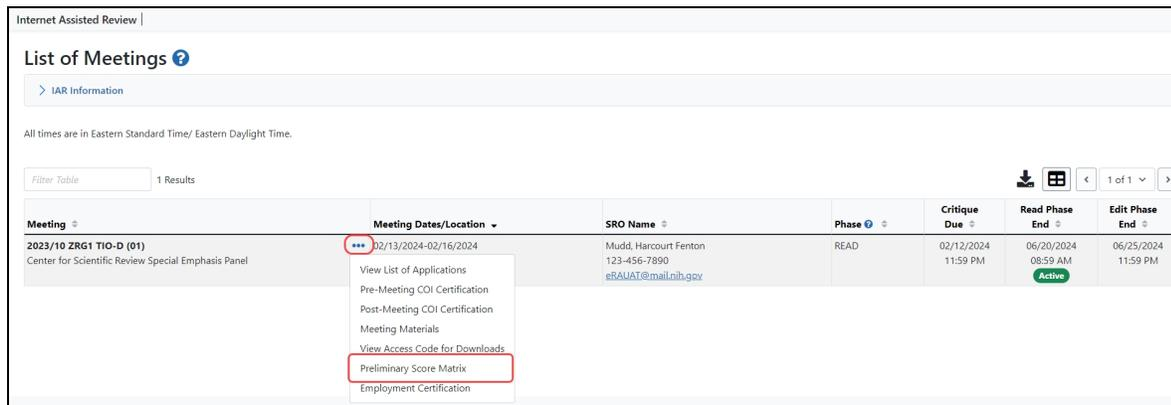 Internet Assisted Review
List of Meetings ?
IAR Information
All times are in Eastern Standard Time/ Eastern Daylight Time.
Filter Table
1 Results
1 of 1
Meeting
Meeting Dates/Location
SRO Name
Phase ?
Critique Due
Read Phase End
Edit Phase End
2023/10 ZRG1 TIO-D (01)
Center for Scientific Review Special Emphasis Panel
02/13/2024-02/16/2024
Mudd, Harcourt Fenton
123-456-7890
eRAUAT@mail.nih.gov
READ
02/12/2024
11:59 PM
06/20/2024
08:59 AM
Active
06/25/2024
11:59 PM
View List of Applications
Pre-Meeting COI Certification
Post-Meeting COI Certification
Meeting Materials
View Access Code for Downloads
Preliminary Score Matrix
Employment Certification